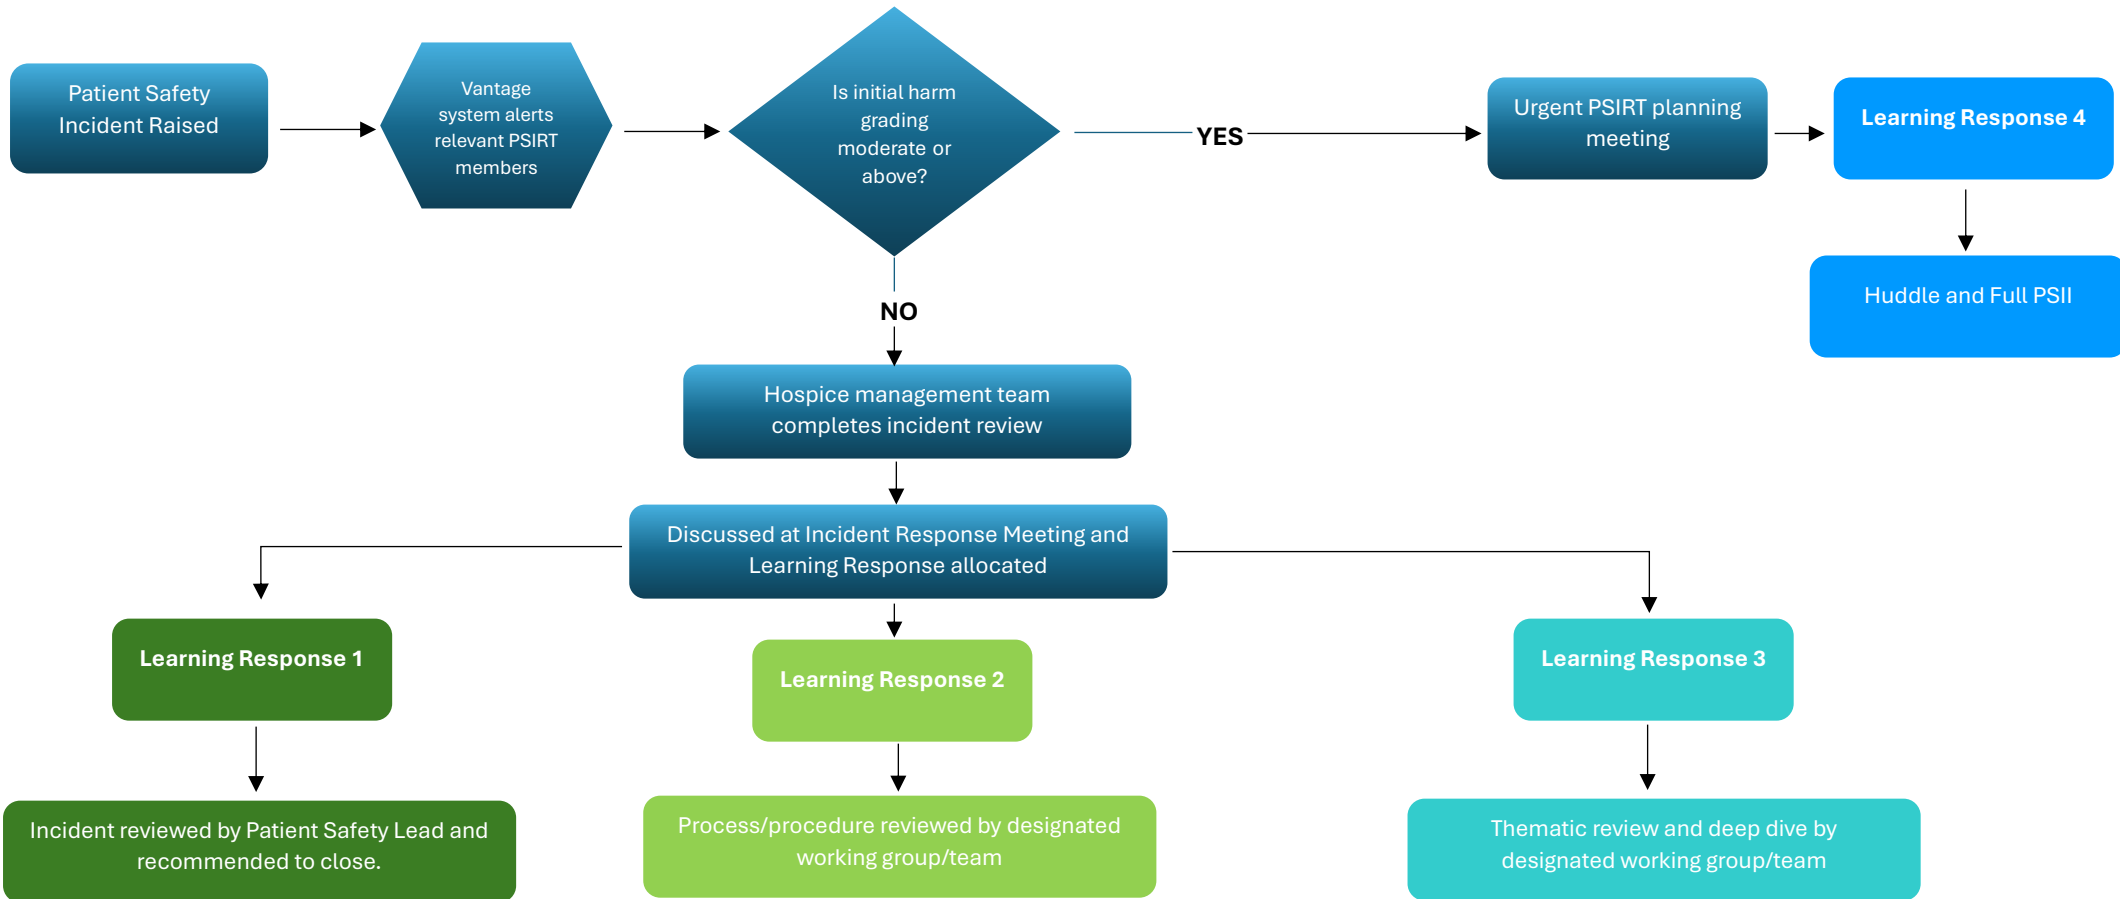 Patient Safety
Incident Raised
Vantage
system alerts
relevant PSIRT
members
Is initial harm
grading
moderate or
above?
YES
Urgent PSIRT planning
meeting
Learning Response 4
Huddle and Full PSII
NO
Hospice management team
completes incident review
Discussed at Incident Response Meeting and
Learning Response allocated
Learning Response 1
Learning Response 2
Learning Response 3
Incident reviewed by Patient Safety Lead and
recommended to close.
Process/procedure reviewed by designated
working group/team
Thematic review and deep dive by
designated working group/team